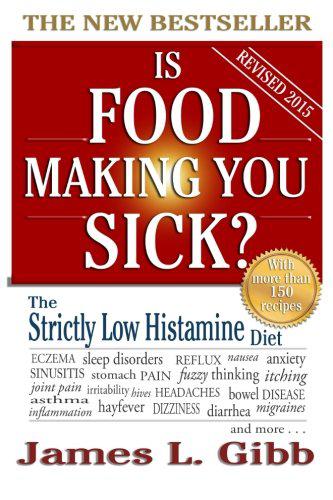 THE NEW BESTSELLER
IS
REVISED 2015
FOOD
MAKING YOU
SICK?
With
more than
150
recipes
The
Strictly Low Histamine Diet
ECZEMA sleep disorders REFLUX nausea anxiety
SINUSITIS stomach PAIN fuzzy thinking itching
joint pain irritability hives HEADACHES bowel DISEASE
asthma hayfever DIZZINESS diarrhea migraines
inflammation
and more . . .
James L. Gibb